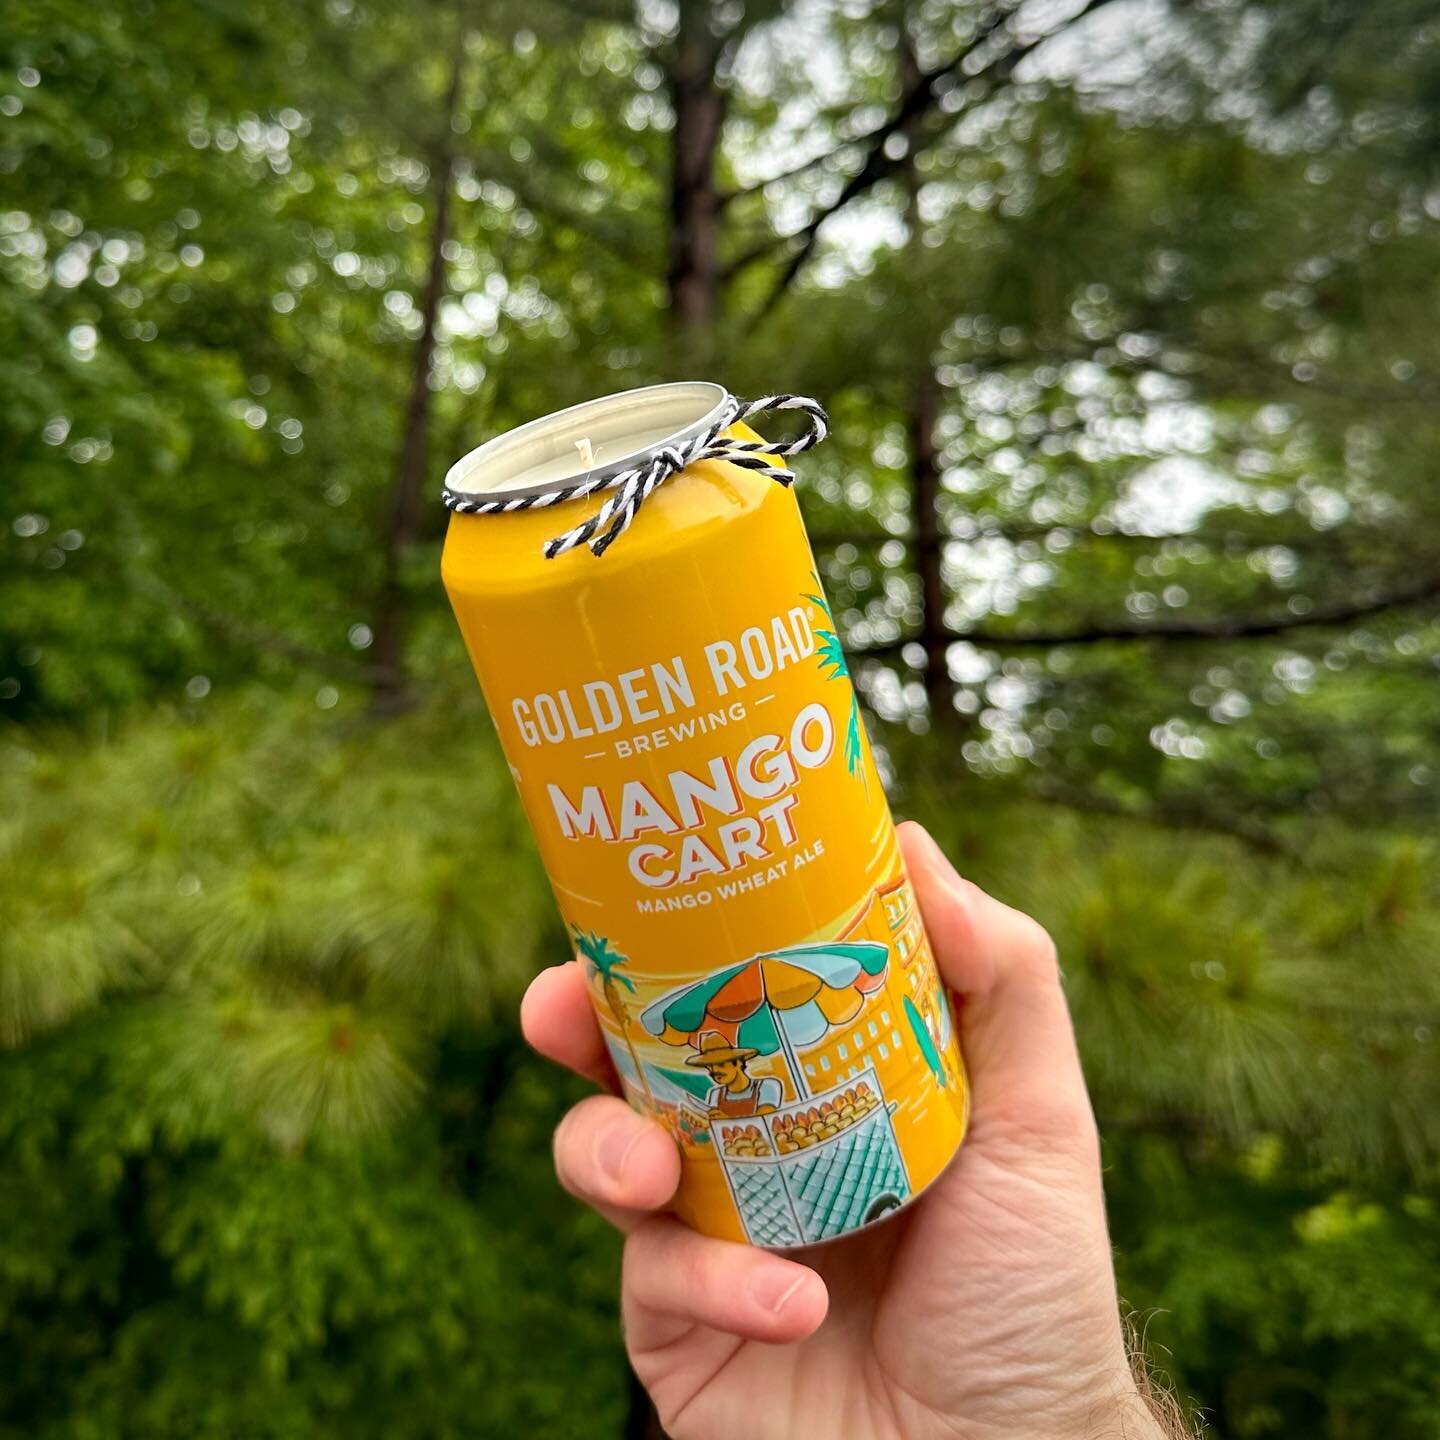 GOLDEN ROAD®
— BREWING —
MANGO
CART
MANGO WHEAT ALE